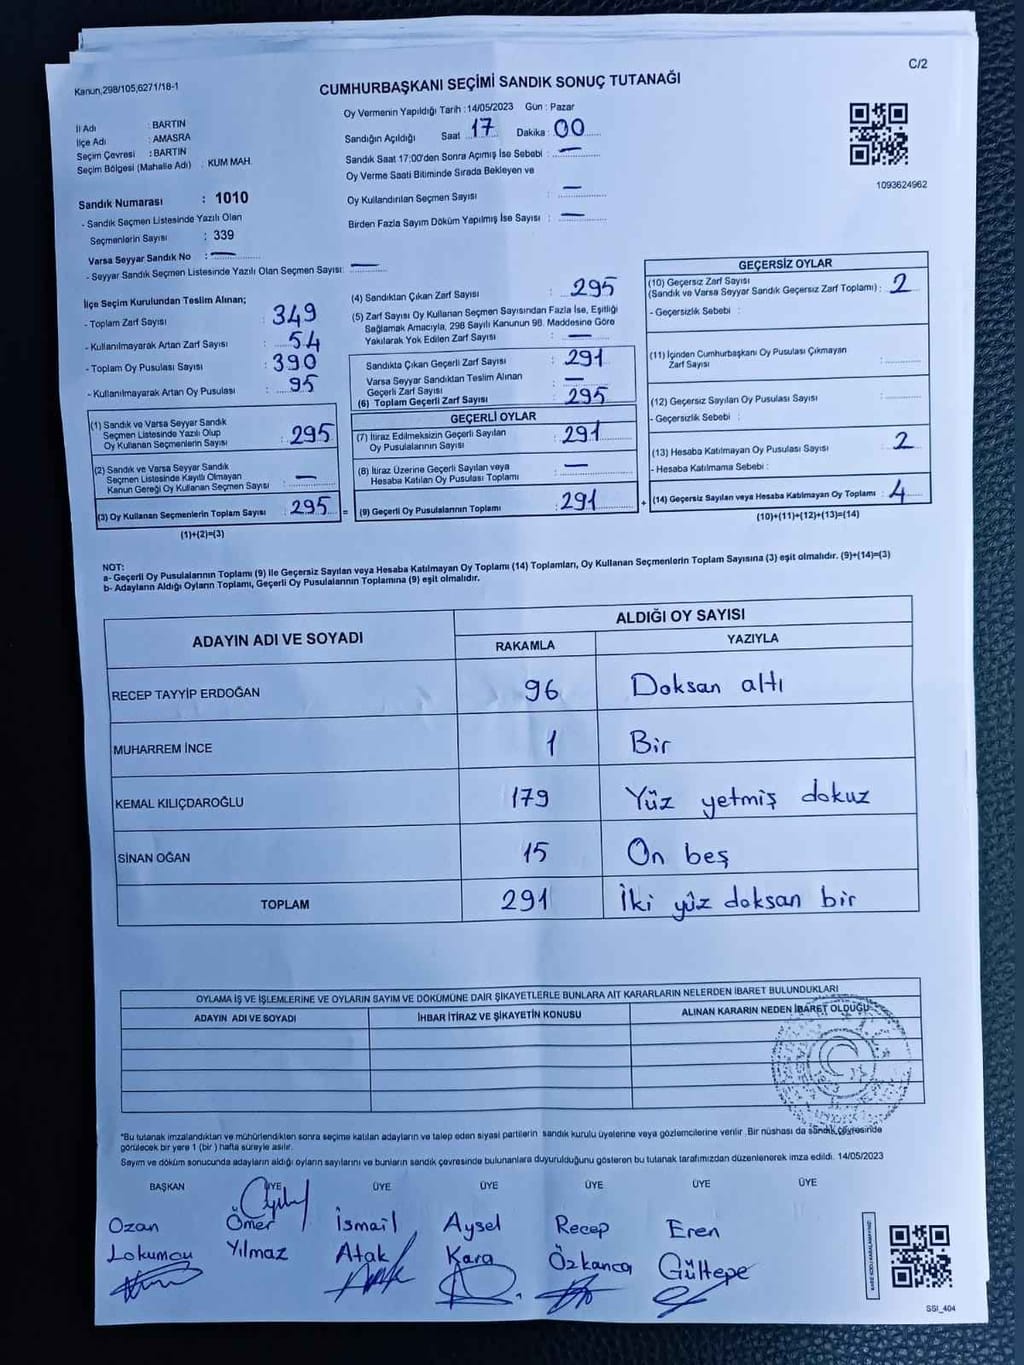 Kanun,298/105,6271/18-1
C/2
CUMHURBAŞKANI SEÇİMİ SANDIK SONUÇ TUTANAĞI
Oy Vermenin Yapıldığı Tarih :14/05/2023 Gün : Pazar
İl Adı : BARTIN
İlçe Adı : AMASRA
Seçim Çevresi : BARTIN
Seçim Bölgesi (Mahalle Adı) : KUM MAH.
Sandık Numarası : 1010
- Sandık Seçmen Listesinde Yazılı Olan
Seçmenlerin Sayısı : 339
Varsa Seyyar Sandık No : —
- Seyyar Sandık Seçmen Listesinde Yazılı Olan Seçmen Sayısı: —
Sandığın Açıldığı Saat : 17 Dakika : 00
Sandık Saat 17:00'den Sonra Açmış İse Sebebi : —
Oy Verme Saati Bitiminde Sırada Bekleyen ve
Oy Kullandırılan Seçmen Sayısı : —
Birden Fazla Sayım Döküm Yapılmış İse Sayısı : —
1093624962
İlçe Seçim Kurulundan Teslim Alınan;
- Toplam Zarf Sayısı : 349
- Kullanılmayarak Artan Zarf Sayısı : 54
- Toplam Oy Pusulası Sayısı : 390
- Kullanılmayarak Artan Oy Pusulası : 95
(1) Sandık ve Varsa Seyyar Sandık
Seçmen Listesinde Yazılı Olup
Oy Kullanan Seçmenlerin Sayısı : 295
(2) Sandık ve Varsa Seyyar Sandık
Seçmen Listesinde Kayıtlı Olmayan
Kanun Gereği Oy Kullanan Seçmen Sayısı : —
(3) Oy Kullanan Seçmenlerin Toplam Sayısı : 295 =
(1)+(2)=(3)
(4) Sandıktan Çıkan Zarf Sayısı : 295
(5) Zarf Sayısı Oy Kullanan Seçmen Sayısından Fazla İse, Eşitliği
Sağlamak Amacıyla, 298 Sayılı Kanunun 98. Maddesine Göre
Yakılarak Yok Edilen Zarf Sayısı : —
Sandıkta Çıkan Geçerli Zarf Sayısı : 291
Varsa Seyyar Sandıktan Teslim Alınan
Geçerli Zarf Sayısı : —
(6) Toplam Geçerli Zarf Sayısı : 295
GEÇERLİ OYLAR
(7) İtiraz Edilmeksizin Geçerli Sayılan
Oy Pusulalarının Sayısı : 291
(8) İtiraz Üzerine Geçerli Sayılan veya
Hesaba Katılan Oy Pusulası Toplamı : —
(9) Geçerli Oy Pusulalarının Toplamı : 291 +
GEÇERSİZ OYLAR
(10) Geçersiz Zarf Sayısı
(Sandık ve Varsa Seyyar Sandık Geçersiz Zarf Toplamı) : 2
- Geçersizlik Sebebi :
(11) İçinden Cumhurbaşkanı Oy Pusulası Çıkmayan
Zarf Sayısı :
(12) Geçersiz Sayılan Oy Pusulası Sayısı :
- Geçersizlik Sebebi :
(13) Hesaba Katılmayan Oy Pusulası Sayısı : 2
- Hesaba Katılmama Sebebi :
(14) Geçersiz Sayılan veya Hesaba Katılmayan Oy Toplamı : 4
(10)+(11)+(12)+(13)=(14)
NOT:
a- Geçerli Oy Pusulalarının Toplamı (9) ile Geçersiz Sayılan veya Hesaba Katılmayan Oy Toplamı (14) Toplamları, Oy Kullanan Seçmenlerin Toplam Sayısına (3) eşit olmalıdır. (9)+(14)=(3)
b- Adayların Aldığı Oyların Toplamı, Geçerli Oy Pusulalarının Toplamına (9) eşit olmalıdır.
ADAYIN ADI VE SOYADI ALDIĞI OY SAYISI
RAKAMLA YAZIYLA
RECEP TAYYİP ERDOĞAN 96 Doksan altı
MUHARREM İNCE 1 Bir
KEMAL KILIÇDAROĞLU 179 Yüz yetmiş dokuz
SİNAN OĞAN 15 On beş
TOPLAM 291 İki yüz doksan bir
OYLAMA İŞ VE İŞLEMLERİNE VE OYLARIN SAYIM VE DÖKÜMÜNE DAİR ŞİKAYETLERLE BUNLARA AİT KARARLARIN NELERDEN İBARET BULUNDUKLARI
ADAYIN ADI VE SOYADI İHBAR İTİRAZ VE ŞİKAYETİN KONUSU ALINAN KARARIN NEDEN İBARET OLDUĞU
*Bu tutanak imzalandıktan ve mühürlendikten sonra seçime katılan adayların ve talep eden siyasi partilerin sandık kurulu üyelerine veya gözlemcilerine verilir. Bir nüshası da sandık çevresinde
görülecek bir yere 1 (bir) hafta süreyle asılır.
Sayım ve döküm sonucunda adayların aldığı oyların sayılarını ve bunların sandık çevresinde bulunanlara duyurulduğunu gösteren bu tutanak tarafımızdan düzenlenerek imza edildi. 14/05/2023
BAŞKAN ÜYE ÜYE ÜYE ÜYE ÜYE ÜYE
Ozan Ömer İsmail Aysel Recep Eren
Lokumcu Yılmaz Atak Kara Özkanca Gültepe
SSI_404